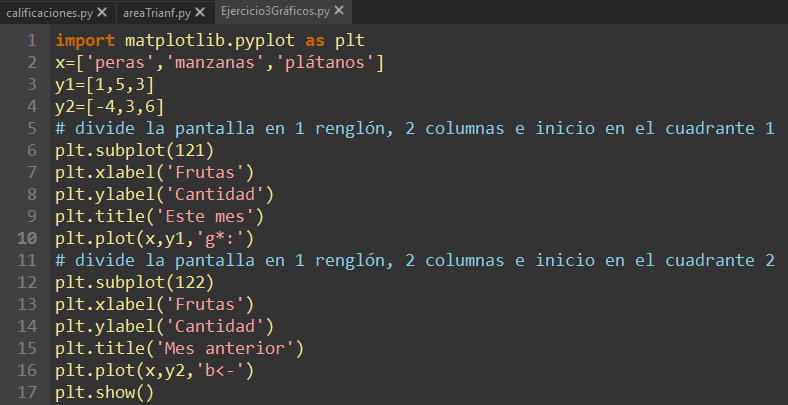 calificaciones.py ✕ areaTrianf.py ✕ Ejercicio3Gráficos.py ✕
1 import matplotlib.pyplot as plt
2 x=['peras','manzanas','plátanos']
3 y1=[1,5,3]
4 y2=[-4,3,6]
5 # divide la pantalla en 1 renglón, 2 columnas e inicio en el cuadrante 1
6 plt.subplot(121)
7 plt.xlabel('Frutas')
8 plt.ylabel('Cantidad')
9 plt.title('Este mes')
10 plt.plot(x,y1,'g*:')
11 # divide la pantalla en 1 renglón, 2 columnas e inicio en el cuadrante 2
12 plt.subplot(122)
13 plt.xlabel('Frutas')
14 plt.ylabel('Cantidad')
15 plt.title('Mes anterior')
16 plt.plot(x,y2,'b<-')
17 plt.show()